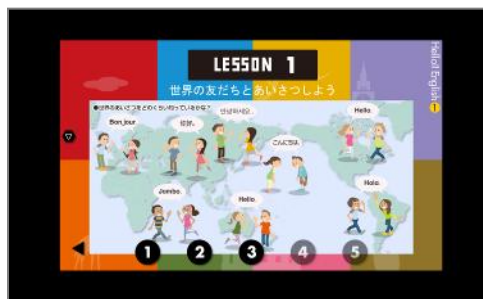 LESSON 1
世界の友だちとあいさつしよう
Hello! English 1
●世界のあいさつをどのくらい知っているかな?
Bonjour
你好。
안녕하세요.
こんにちは。
Hello.
Jambo.
Hello.
Hola.
1 2 3 4 5